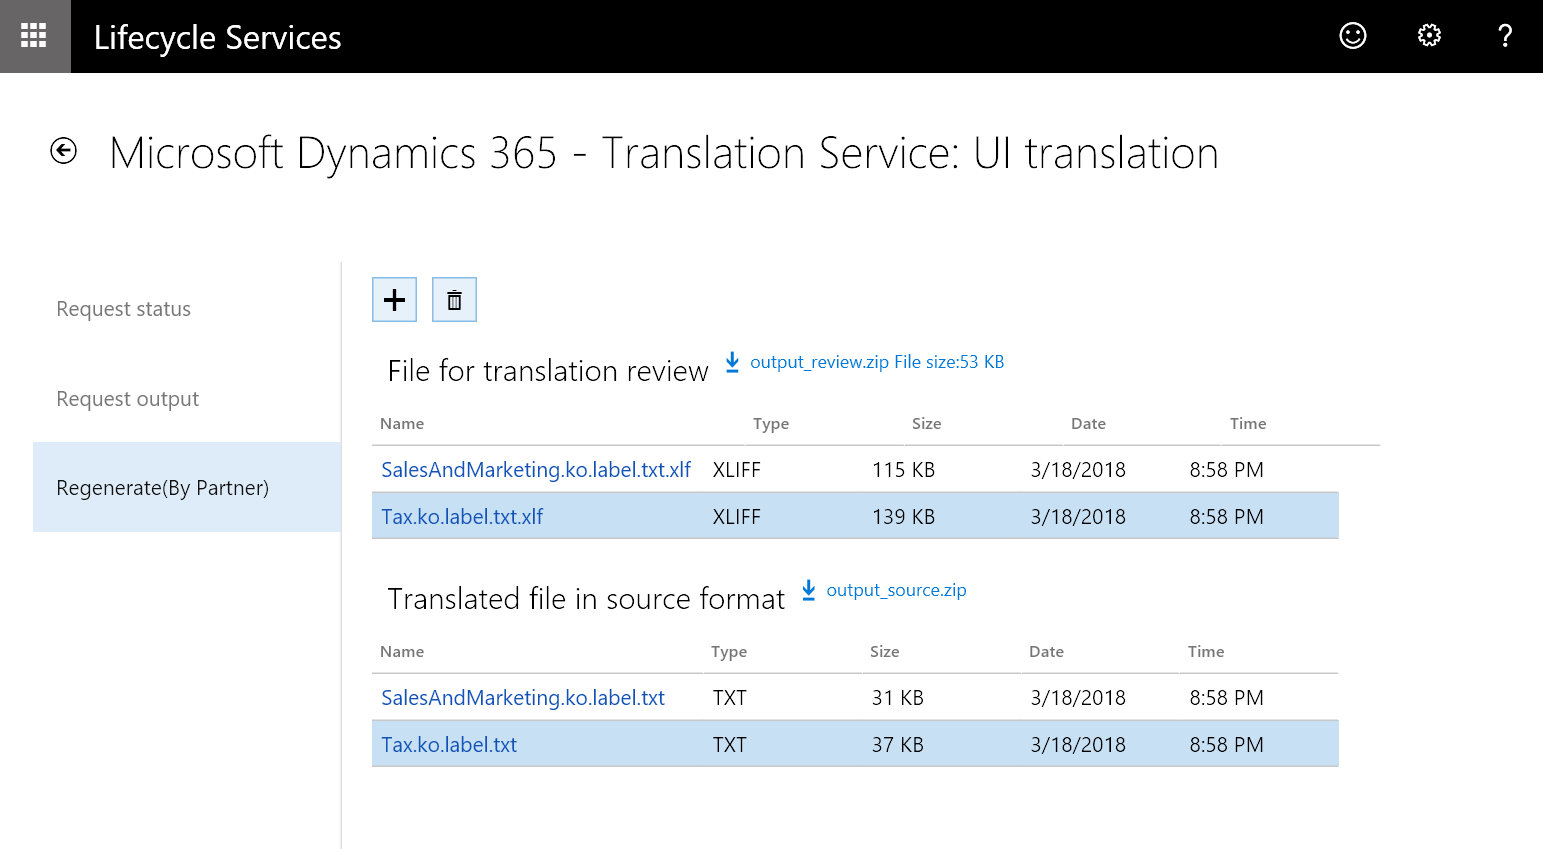 Lifecycle Services
?
Microsoft Dynamics 365 - Translation Service: UI translation
Request status
Request output
Regenerate(By Partner)
File for translation review output_review.zip File size:53 KB
Name Type Size Date Time
SalesAndMarketing.ko.label.txt.xlf XLIFF 115 KB 3/18/2018 8:58 PM
Tax.ko.label.txt.xlf XLIFF 139 KB 3/18/2018 8:58 PM
Translated file in source format output_source.zip
Name Type Size Date Time
SalesAndMarketing.ko.label.txt TXT 31 KB 3/18/2018 8:58 PM
Tax.ko.label.txt TXT 37 KB 3/18/2018 8:58 PM